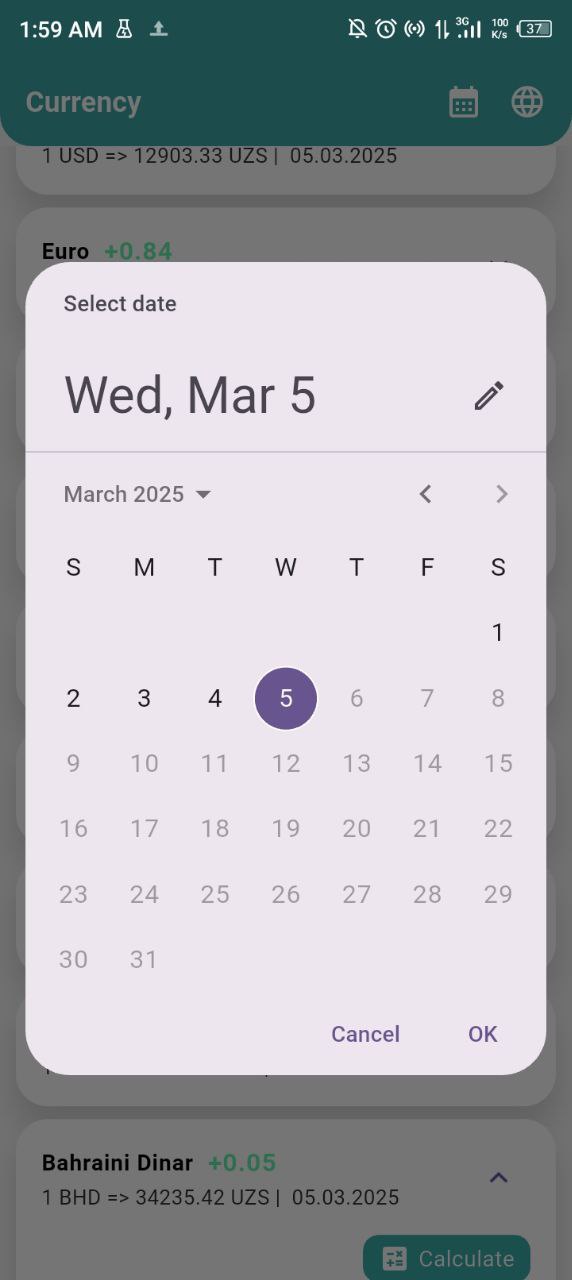 1:59 AM 3G 100 K/s 37
Currency
1 USD => 12903.33 UZS | 05.03.2025
Euro +0.84
Select date
Wed, Mar 5
March 2025
S M T W T F S
1
2 3 4 5 6 7 8
9 10 11 12 13 14 15
16 17 18 19 20 21 22
23 24 25 26 27 28 29
30 31
Cancel OK
Bahraini Dinar +0.05
1 BHD => 34235.42 UZS | 05.03.2025
Calculate